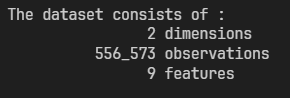 The dataset consists of :
2 dimensions
556_573 observations
9 features